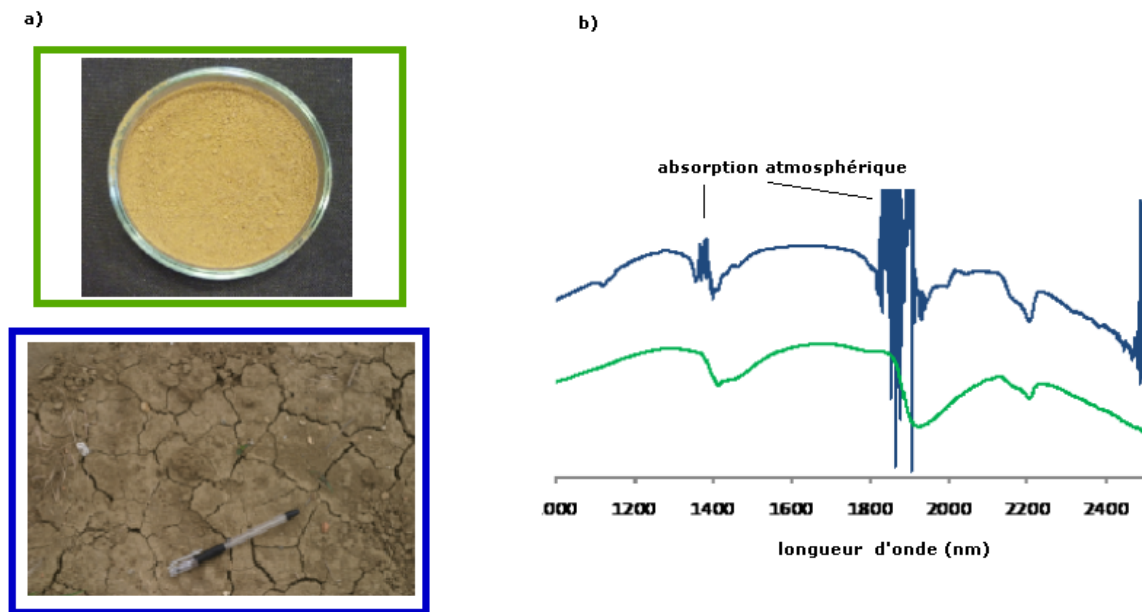 a)
b)
absorption atmosphérique
.000 1200 1400 1600 1800 2000 2200 2400
longueur d'onde (nm)